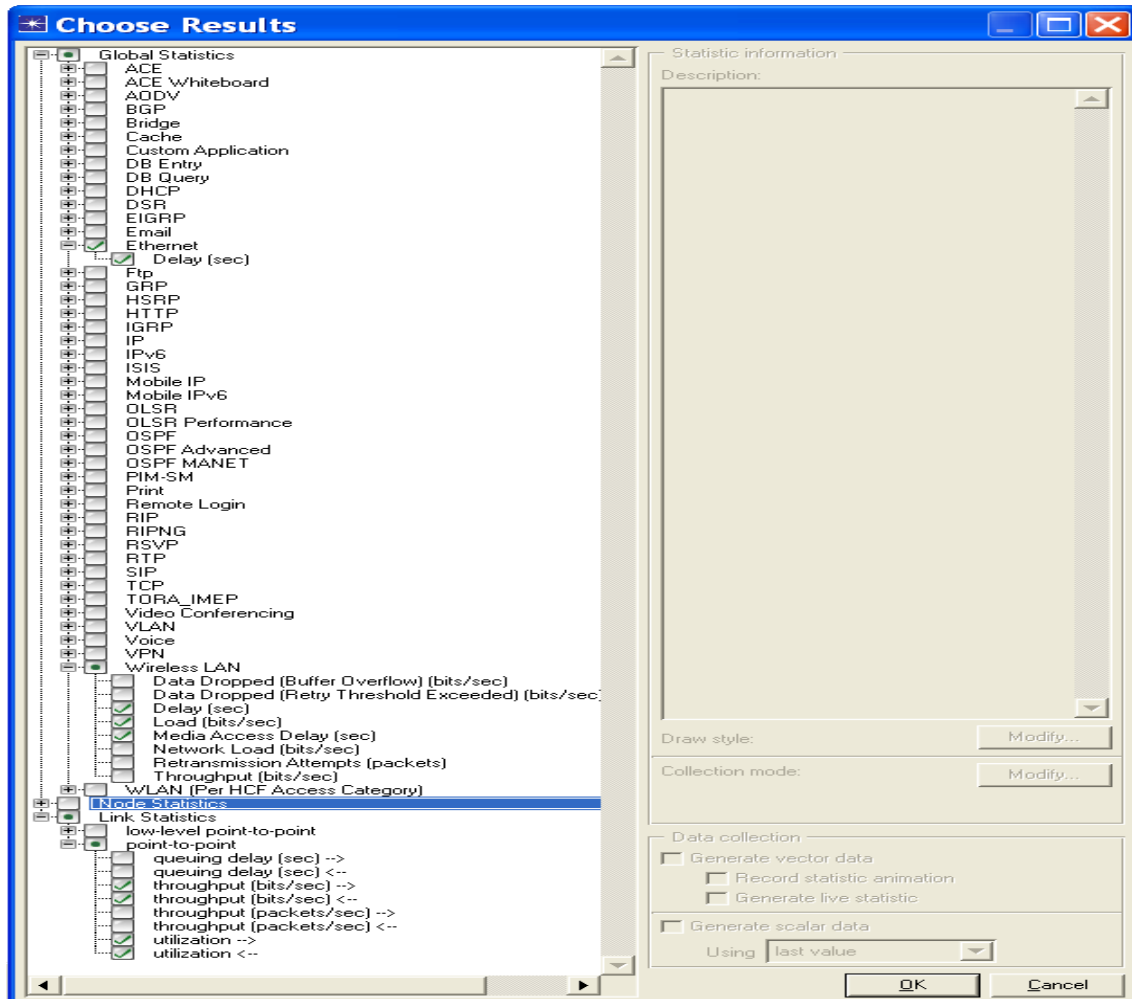 Choose Results
Global Statistics
ACE
ACE Whiteboard
AODV
BGP
Bridge
Cache
Custom Application
DB Entry
DB Query
DHCP
DSR
EIGRP
Email
Ethernet
Delay (sec)
Ftp
GRP
HSRP
HTTP
IGRP
IP
IPv6
ISIS
Mobile IP
Mobile IPv6
OLSR
OLSR Performance
OSPF
OSPF Advanced
OSPF MANET
PIM-SM
Print
Remote Login
RIP
RIPNG
RSVP
RTP
SIP
TCP
TORA_IMEP
Video Conferencing
VLAN
Voice
VPN
Wireless LAN
Data Dropped (Buffer Overflow) (bits/sec)
Data Dropped (Retry Threshold Exceeded) (bits/sec
Delay (sec)
Load (bits/sec)
Media Access Delay (sec)
Network Load (bits/sec)
Retransmission Attempts (packets)
Throughput (bits/sec)
WLAN (Per HCF Access Category)
Node Statistics
Link Statistics
low-level point-to-point
point-to-point
queuing delay (sec) -->
queuing delay (sec) <--
throughput (bits/sec) -->
throughput (bits/sec) <--
throughput (packets/sec) -->
throughput (packets/sec) <--
utilization -->
utilization <--
Statistic information
Description:
Draw style:
Modify...
Collection mode:
Modify...
Data collection
Generate vector data
Record statistic animation
Generate live statistic
Generate scalar data
Using last value
OK
Cancel